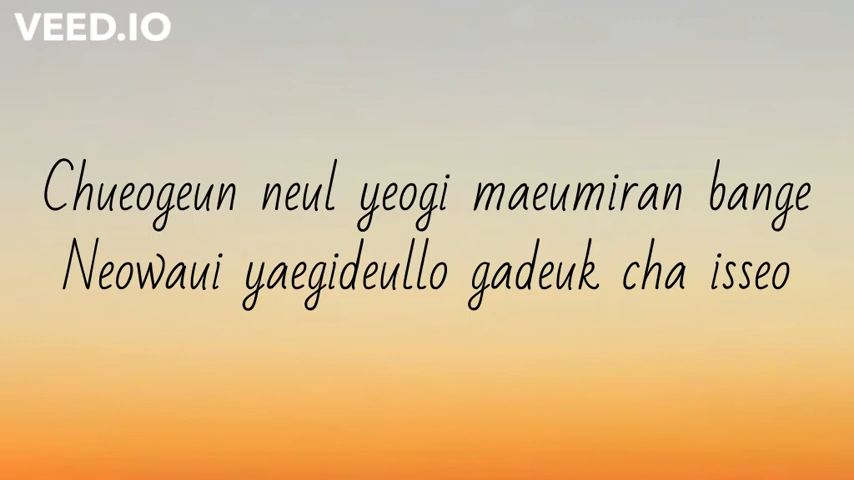 VEED.IO
Chueogeun neul yeogi maeumiran bange
Neowaui yaegideullo gadeuk cha isseo